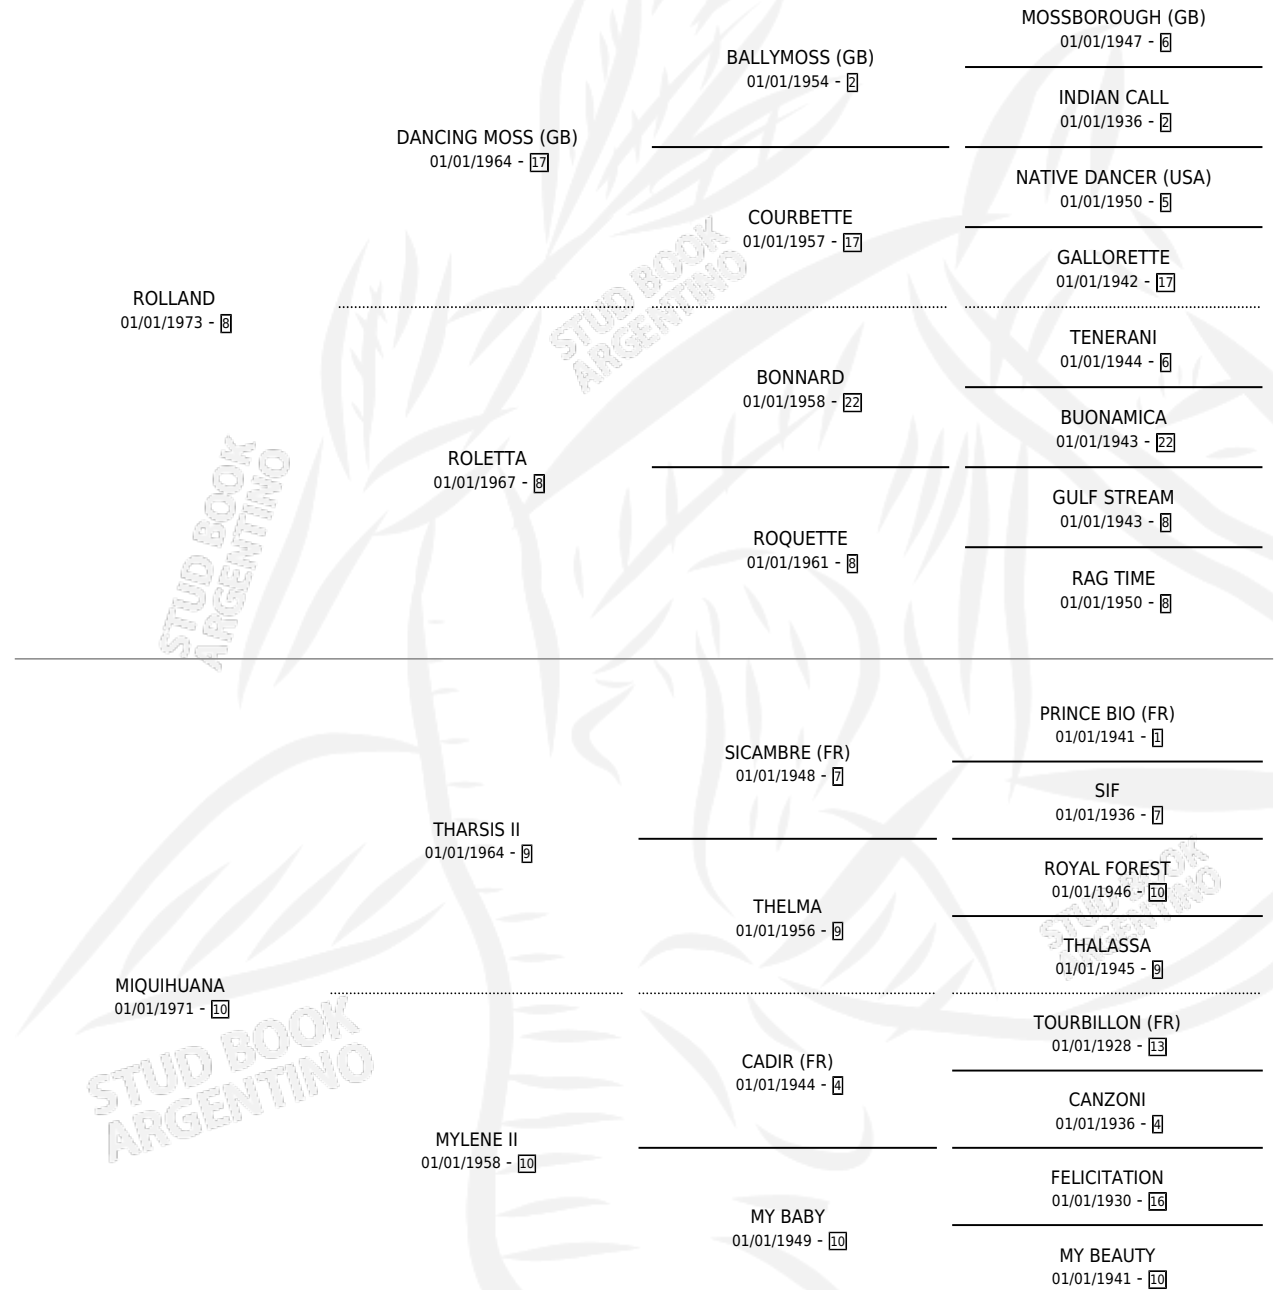 MOSSBOROUGH (GB)
01/01/1947 - 6
BALLYMOSS (GB)
01/01/1954 - 2
INDIAN CALL
01/01/1936 - 2
DANCING MOSS (GB)
01/01/1964 - 17
NATIVE DANCER (USA)
01/01/1950 - 5
COURBETTE
01/01/1957 - 17
GALLORETTE
01/01/1942 - 17
ROLLAND
01/01/1973 - 8
TENERANI
01/01/1944 - 6
BONNARD
01/01/1958 - 22
BUONAMICA
01/01/1943 - 22
ROLETTA
01/01/1967 - 8
GULF STREAM
01/01/1943 - 8
ROQUETTE
01/01/1961 - 8
RAG TIME
01/01/1950 - 8
STUD BOOK
ARGENTINO
STUD BOOK
ARGENTINO
PRINCE BIO (FR)
01/01/1941 - 1
SICAMBRE (FR)
01/01/1948 - 7
SIF
01/01/1936 - 7
THARSIS II
01/01/1964 - 9
ROYAL FOREST
01/01/1946 - 10
THELMA
01/01/1956 - 9
THALASSA
01/01/1945 - 9
STUD BOOK
ARGENTINO
MIQUIHUANA
01/01/1971 - 10
TOURBILLON (FR)
01/01/1928 - 13
CADIR (FR)
01/01/1944 - 4
CANZONI
01/01/1936 - 4
STUD BOOK
ARGENTINO
MYLENE II
01/01/1958 - 10
FELICITATION
01/01/1930 - 16
MY BABY
01/01/1949 - 10
MY BEAUTY
01/01/1941 - 10